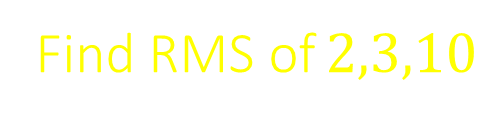 Find RMS of 2,3,10